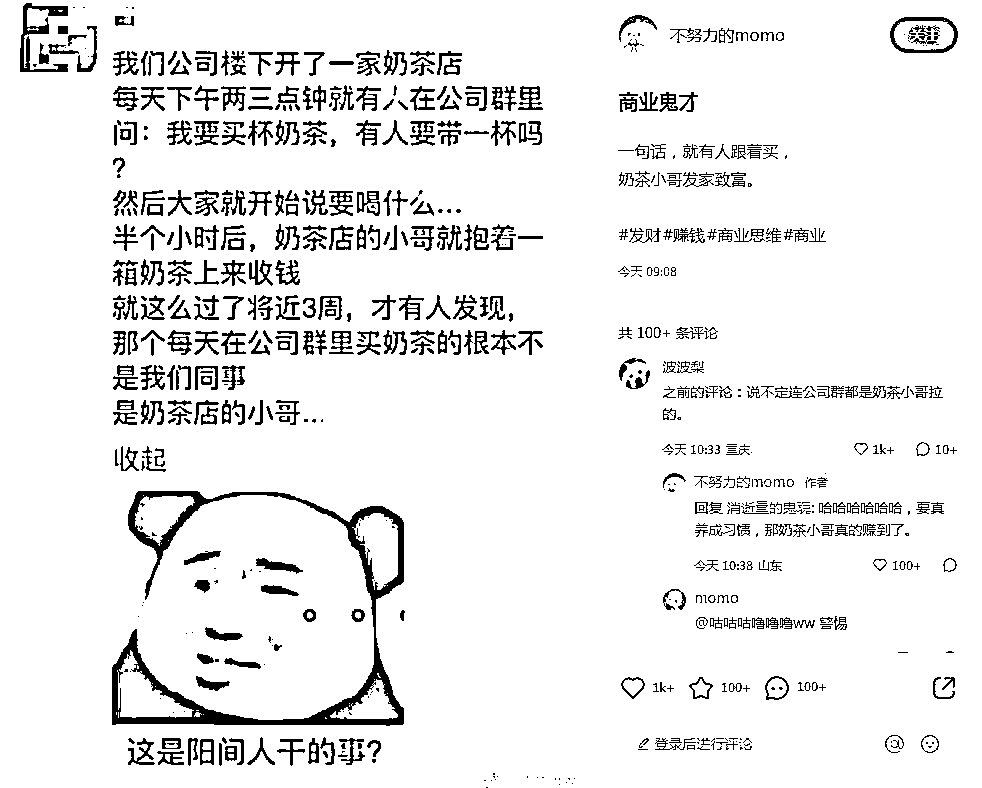 我们公司楼下开了一家奶茶店
每天下午两三点钟就有人在公司群里
问：我要买杯奶茶，有人要带一杯吗
?
然后大家就开始说要喝什么...
半个小时后，奶茶店的小哥就抱着一
箱奶茶上来收钱
就这么过了将近3周，才有人发现，
那个每天在公司群里买奶茶的根本不
是我们同事
是奶茶店的小哥...
收起
这是阳间人干的事?
不努力的momo
关注
商业鬼才
一句话，就有人跟着买，
奶茶小哥发家致富。
#发财#赚钱#商业思维#商业
今天 09:08
共 100+ 条评论
波波梨
之前的评论：说不定连公司群都是奶茶小哥拉
的。
今天 10:33 重庆
1k+
10+
不努力的momo 作者
回复 消逝量的鬼: 哈哈哈哈哈哈，要真
养成习惯，那奶茶小哥真的赚到了。
今天 10:38 山东
100+
momo
@咕咕咕噜噜噜ww 警惕
1k+
100+
100+
登录后进行评论